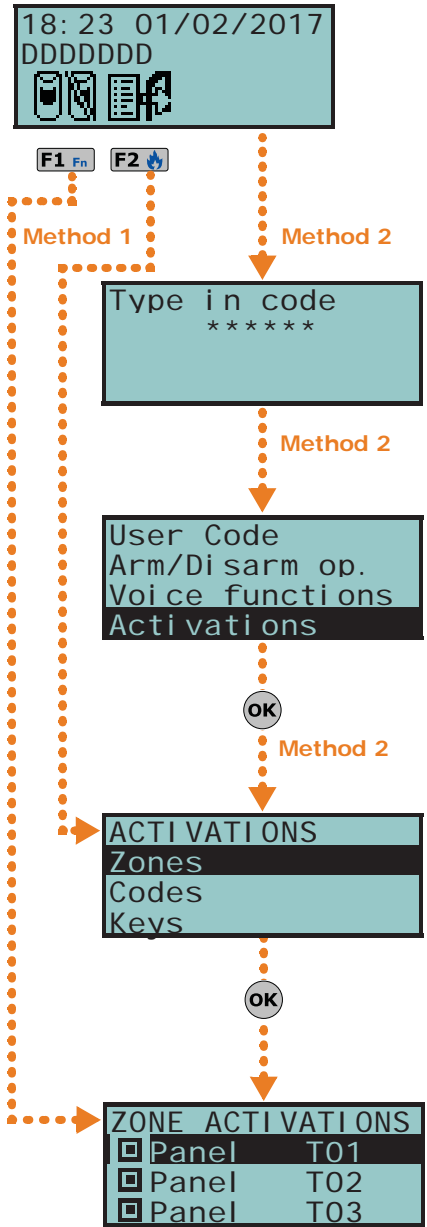 18:23 01/02/2017
DDDDDDD
F1 Fn F2
Method 1
Method 2
Type in code
******
Method 2
User Code
Arm/Disarm op.
Voice functions
Activations
OK
Method 2
ACTIVATIONS
Zones
Codes
Keys
OK
ZONE ACTIVATIONS
Panel T01
Panel T02
Panel T03